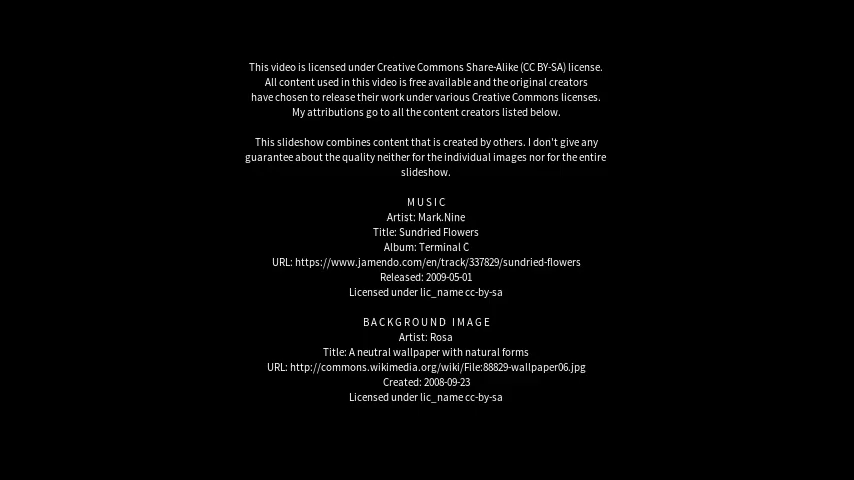 This video is licensed under Creative Commons Share-Alike (CC BY-SA) license.
All content used in this video is free available and the original creators
have chosen to release their work under various Creative Commons licenses.
My attributions go to all the content creators listed below.
This slideshow combines content that is created by others. I don't give any
guarantee about the quality neither for the individual images nor for the entire
slideshow.
MUSIC
Artist: Mark.Nine
Title: Sundried Flowers
Album: Terminal C
URL: https://www.jamendo.com/en/track/337829/sundried-flowers
Released: 2009-05-01
Licensed under lic_name cc-by-sa
BACKGROUND IMAGE
Artist: Rosa
Title: A neutral wallpaper with natural forms
URL: http://commons.wikimedia.org/wiki/File:88829-wallpaper06.jpg
Created: 2008-09-23
Licensed under lic_name cc-by-sa